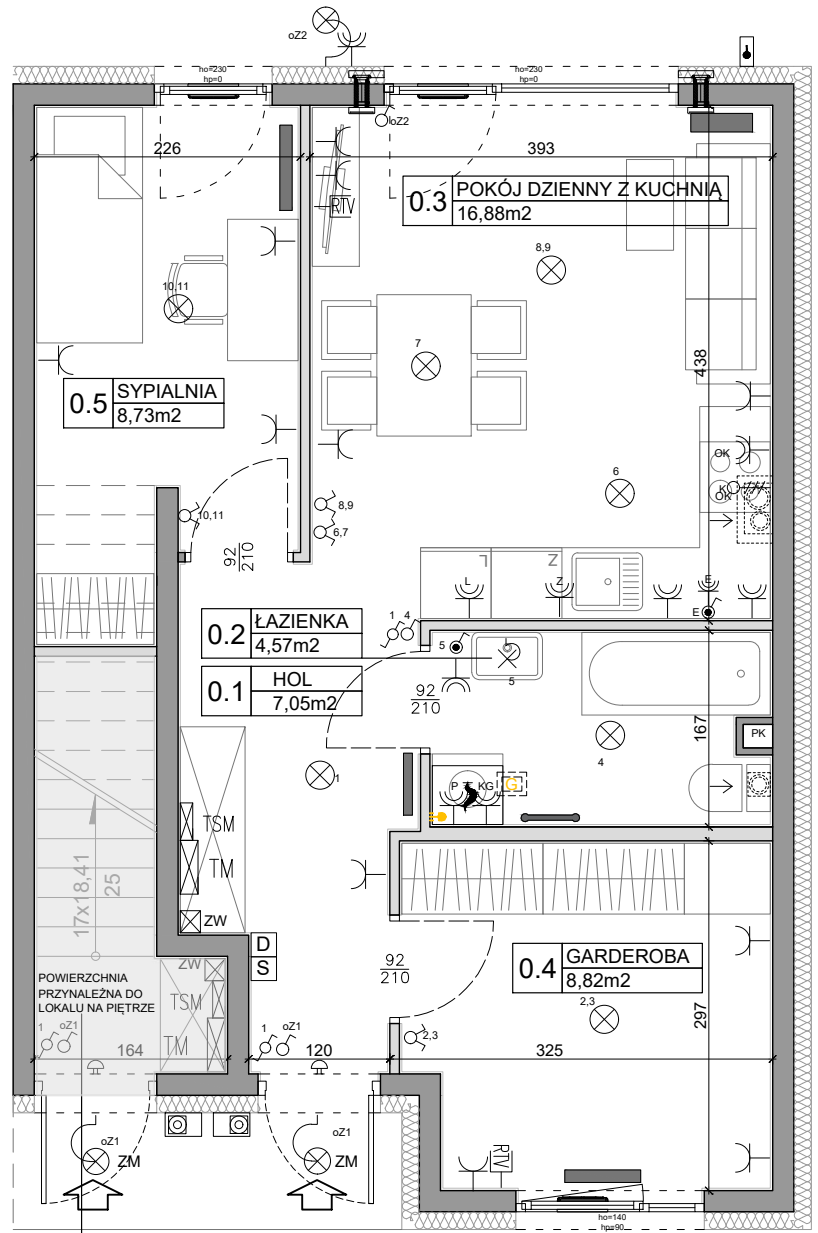 oZ2
ho=230
hp=0
ho=230
hp=0
oZ2
226
393
RTV
0.3 POKÓJ DZIENNY Z KUCHNIĄ
16,88m2
8,9
10,11
7
438
0.5 SYPIALNIA
8,73m2
OK
K
OK
6
10,11
8,9
6,7
92
210
L
Z
L
Z
E
E
0.2 ŁAZIENKA
4,57m2
1 4
5
5
0.1 HOL
7,05m2
92
210
167
PK
4
1
P
KG
G
TSM
TM
17x18,41
25
ZW
D
S
ZW
92
210
0.4 GARDEROBA
8,82m2
POWIERZCHNIA
PRZYNALEŻNA DO
LOKALU NA PIĘTRZE
TSM
TM
2,3
297
1 oZ1
1 oZ1
2,3
164
120
325
oZ1
ZM
oZ1
ZM
RTV
ho=140
hp=90